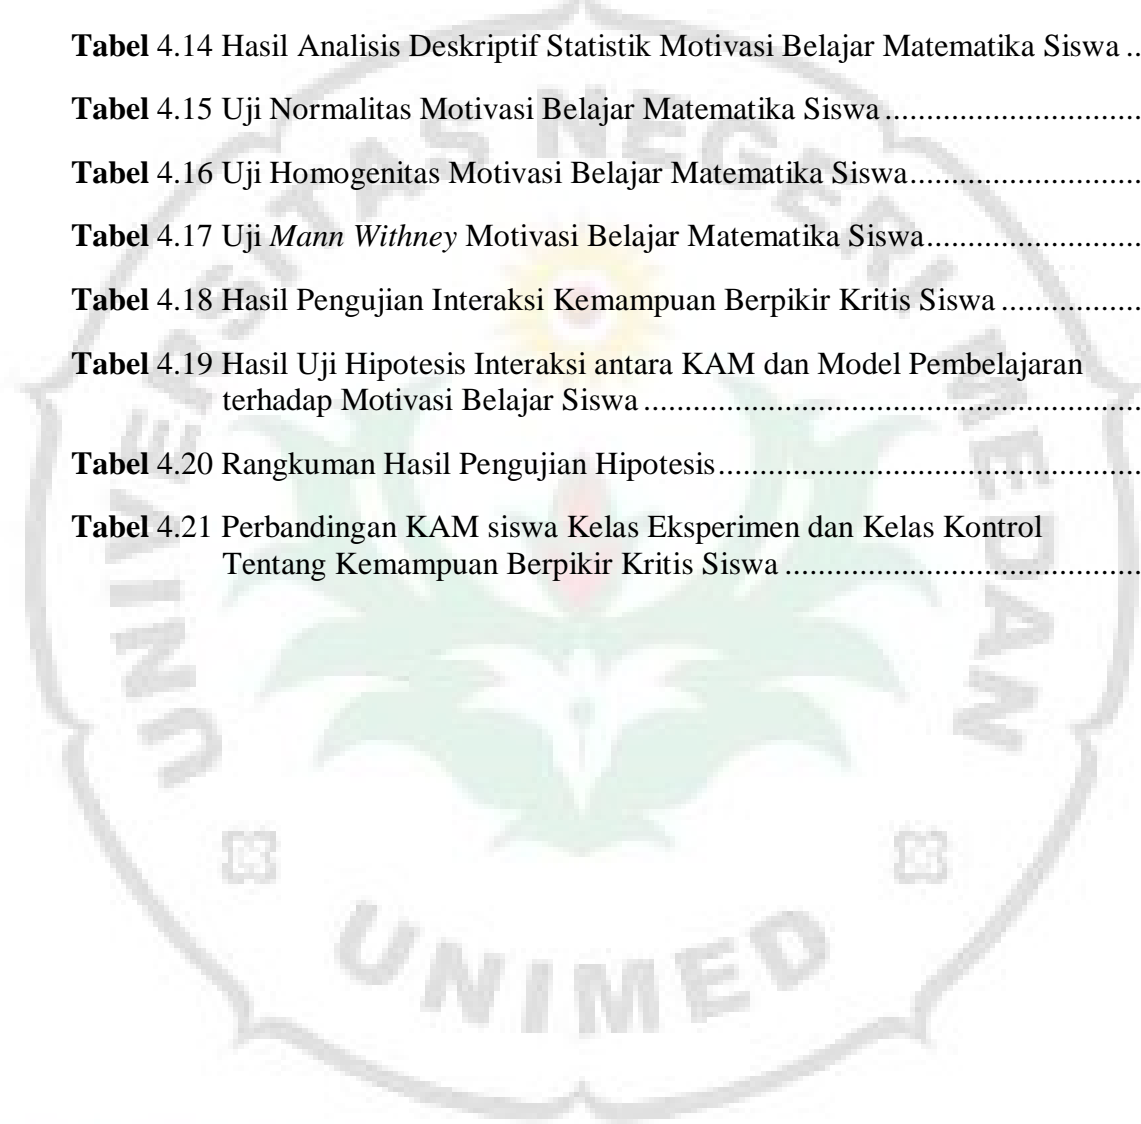 Tabel 4.14 Hasil Analisis Deskriptif Statistik Motivasi Belajar Matematika Siswa ..
Tabel 4.15 Uji Normalitas Motivasi Belajar Matematika Siswa ...............................
Tabel 4.16 Uji Homogenitas Motivasi Belajar Matematika Siswa............................
Tabel 4.17 Uji Mann Withney Motivasi Belajar Matematika Siswa..........................
Tabel 4.18 Hasil Pengujian Interaksi Kemampuan Berpikir Kritis Siswa .................
Tabel 4.19 Hasil Uji Hipotesis Interaksi antara KAM dan Model Pembelajaran
terhadap Motivasi Belajar Siswa ............................................................
Tabel 4.20 Rangkuman Hasil Pengujian Hipotesis...................................................
Tabel 4.21 Perbandingan KAM siswa Kelas Eksperimen dan Kelas Kontrol
Tentang Kemampuan Berpikir Kritis Siswa ...........................................
UNIVERSITAS NEGERI MEDAN
UNIMED